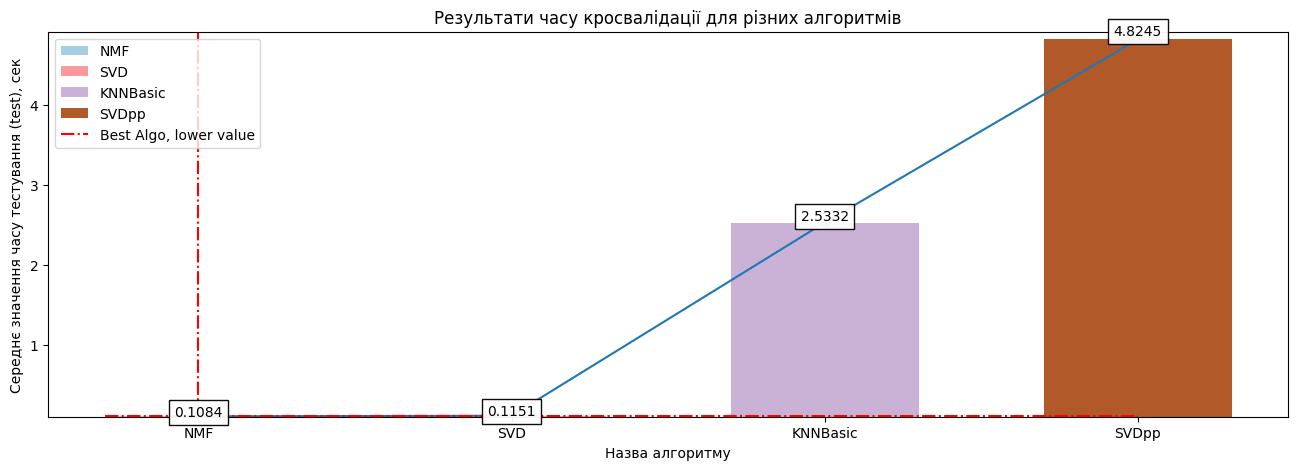 Результати часу кросвалідації для різних алгоритмів
NMF
SVD
KNNBasic
SVDpp
Best Algo, lower value
Середнє значення часу тестування (test), сек
4
3
2
1
0.1084
0.1151
2.5332
4.8245
NMF
SVD
KNNBasic
SVDpp
Назва алгоритму